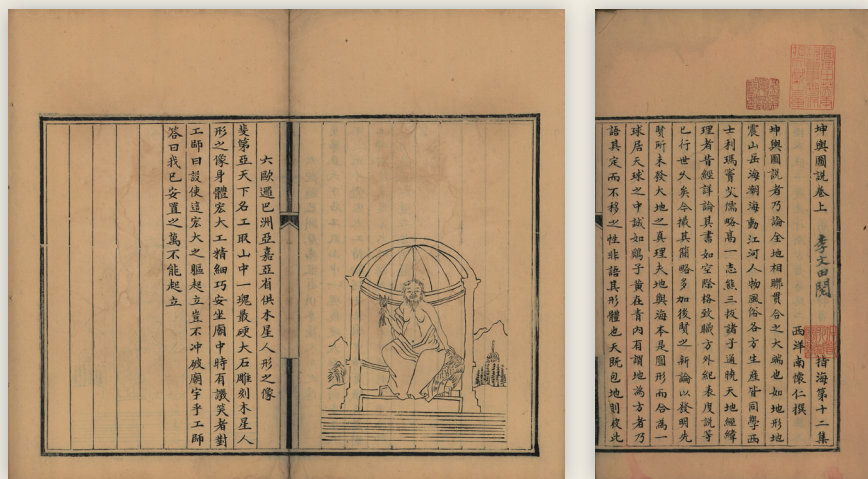 六歐邏巴洲亞嘉亞省供木星人形之像
斐第亞天下名工取山中一塊最硬大石雕刻木星人
形之像身體宏大工精細巧安坐廟中時有譏笑者對
工師曰設使這宏大之軀起立豈不沖破廟宇乎工師
答曰我已安置之萬不能起立
坤輿圖說卷上
李文田閱
指海第十二集
西洋南懷仁撰
坤輿圖說者乃論全地相聯貫合之大端也如地形地
震山岳海潮海動江河人物風俗各方生產皆同學西
士利瑪竇艾儒略高一志熊三拔諸子通曉天地經緯
理者昔經詳論其書如空際格致職方外紀表度說等
已行世久矣今撮其簡略多加後賢之新論以發明先
賢所未發大地之真理夫地與海本是圓形而合為一
球居天球之中誠如雞子黃在青內有謂地為方者乃
語其定而不移之性非語其形體也天既包地則彼此